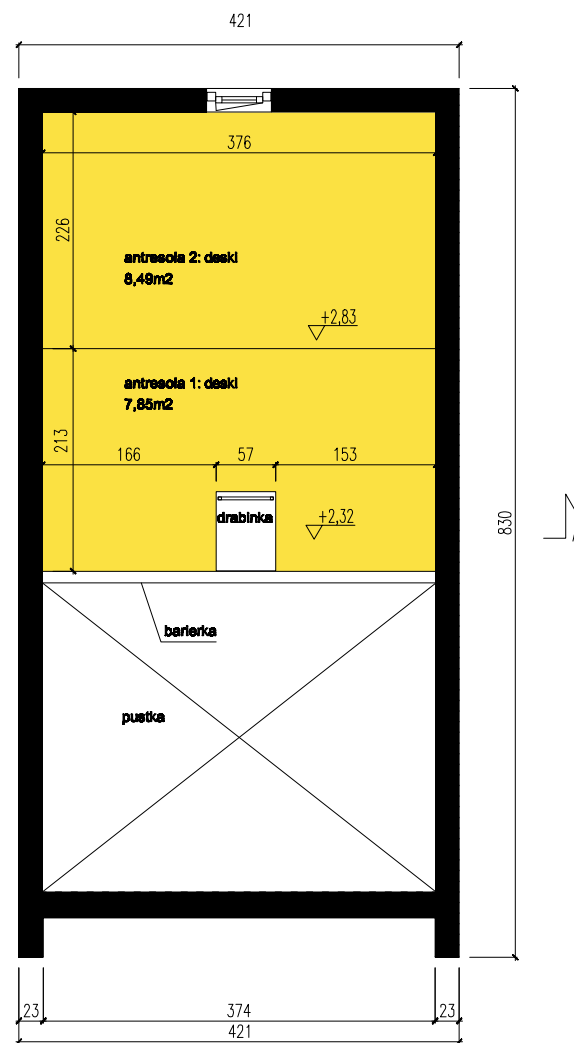 421
376
226
antresola 2: deski
8,49m2
+2,83
antresola 1: deski
7,65m2
213
166 57 153
drabinka
+2,32
830
barierka
pustka
23 374 23
421